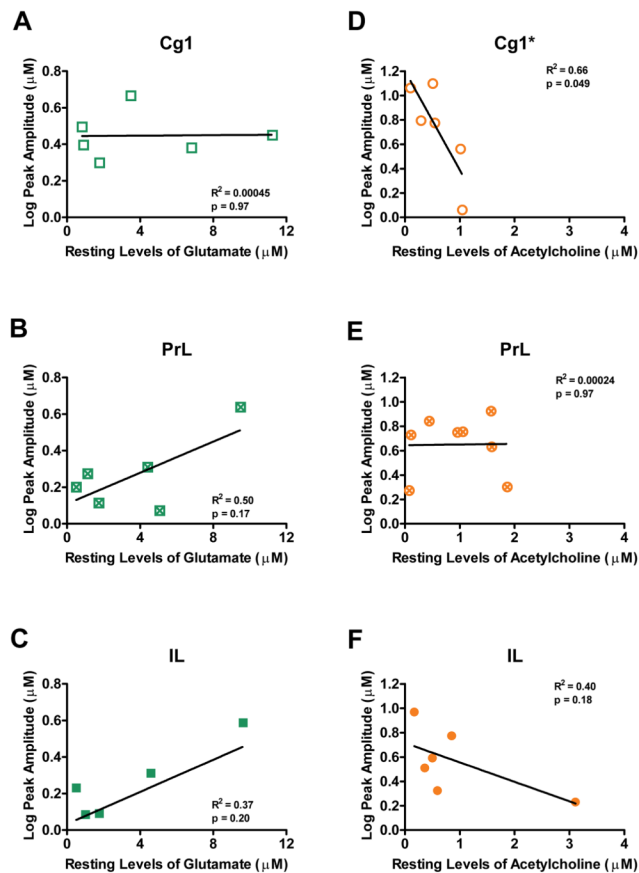 A
Cg1
Log Peak Amplitude (µM)
0.8
0.6
0.4
0.2
0.0
0
4
8
12
R² = 0.00045
p = 0.97
Resting Levels of Glutamate (µM)
D
Cg1*
Log Peak Amplitude (µM)
1.2
1.0
0.8
0.6
0.4
0.2
0.0
0
1
2
3
4
R² = 0.66
p = 0.049
Resting Levels of Acetylcholine (µM)
B
PrL
Log Peak Amplitude (µM)
0.8
0.6
0.4
0.2
0.0
0
4
8
12
R² = 0.50
p = 0.17
Resting Levels of Glutamate (µM)
E
PrL
Log Peak Amplitude (µM)
1.2
1.0
0.8
0.6
0.4
0.2
0.0
0
1
2
3
4
R² = 0.00024
p = 0.97
Resting Levels of Acetylcholine (µM)
C
IL
Log Peak Amplitude (µM)
0.8
0.6
0.4
0.2
0.0
0
4
8
12
R² = 0.37
p = 0.20
Resting Levels of Glutamate (µM)
F
IL
Log Peak Amplitude (µM)
1.2
1.0
0.8
0.6
0.4
0.2
0.0
0
1
2
3
4
R² = 0.40
p = 0.18
Resting Levels of Acetylcholine (µM)